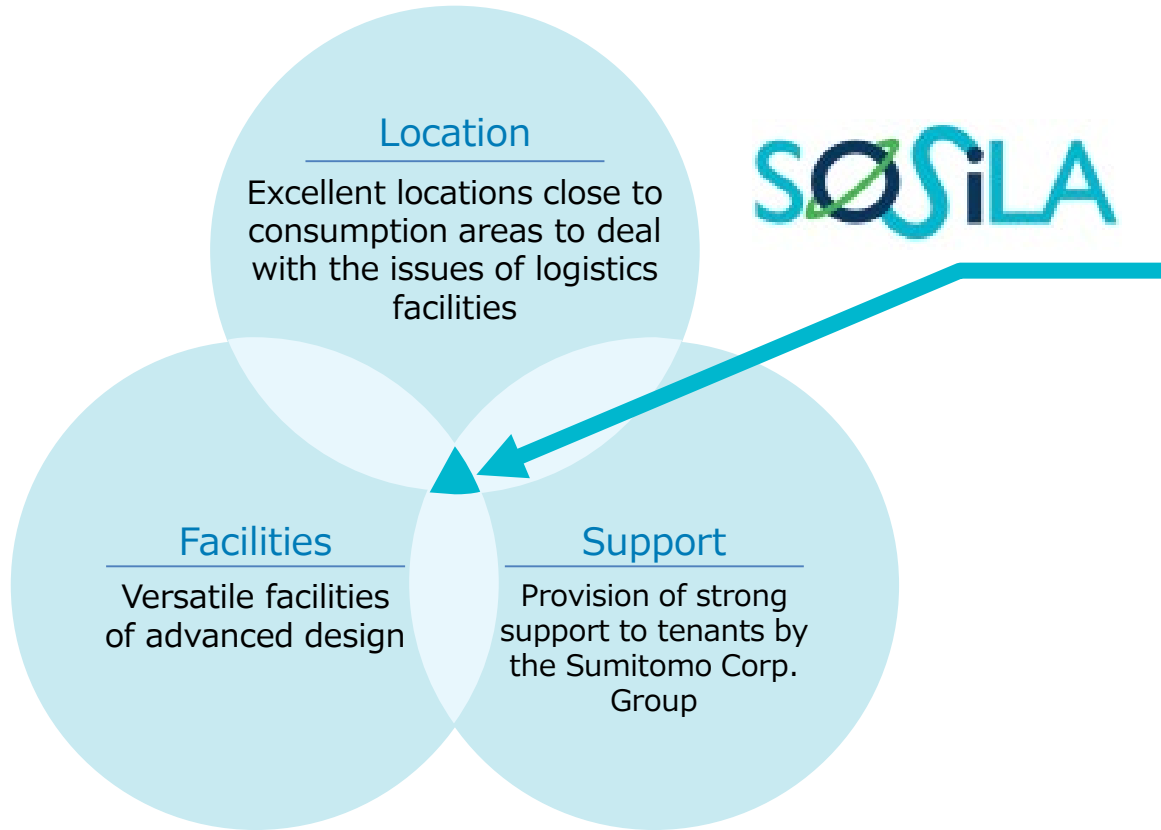 Location
Excellent locations close to
consumption areas to deal
with the issues of logistics
facilities
SOSiLA
Facilities
Versatile facilities
of advanced design
Support
Provision of strong
support to tenants by
the Sumitomo Corp.
Group